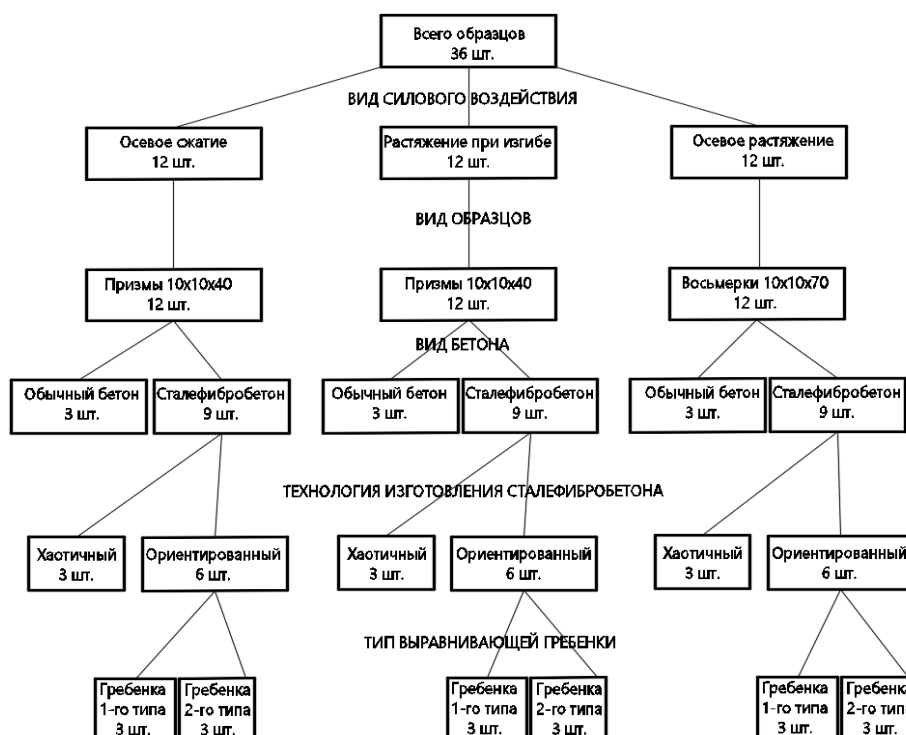 Всего образцов
36 шт.
ВИД СИЛОВОГО ВОЗДЕЙСТВИЯ
Осевое сжатие
12 шт.
Растяжение при изгибе
12 шт.
Осевое растяжение
12 шт.
ВИД ОБРАЗЦОВ
Призмы 10x10x40
12 шт.
Призмы 10x10x40
12 шт.
Восьмерки 10x10x70
12 шт.
ВИД БЕТОНА
Обычный бетон
3 шт.
Сталефибробетон
9 шт.
Обычный бетон
3 шт.
Сталефибробетон
9 шт.
Обычный бетон
3 шт.
Сталефибробетон
9 шт.
ТЕХНОЛОГИЯ ИЗГОТОВЛЕНИЯ СТАЛЕФИБРОБЕТОНА
Хаотичный
3 шт.
Ориентированный
6 шт.
Хаотичный
3 шт.
Ориентированный
6 шт.
Хаотичный
3 шт.
Ориентированный
6 шт.
ТИП ВЫРАВНИВАЮЩЕЙ ГРЕБЕНКИ
Гребенка
1-го типа
3 шт.
Гребенка
2-го типа
3 шт.
Гребенка
1-го типа
3 шт.
Гребенка
2-го типа
3 шт.
Гребенка
1-го типа
3 шт.
Гребенка
2-го типа
3 шт.